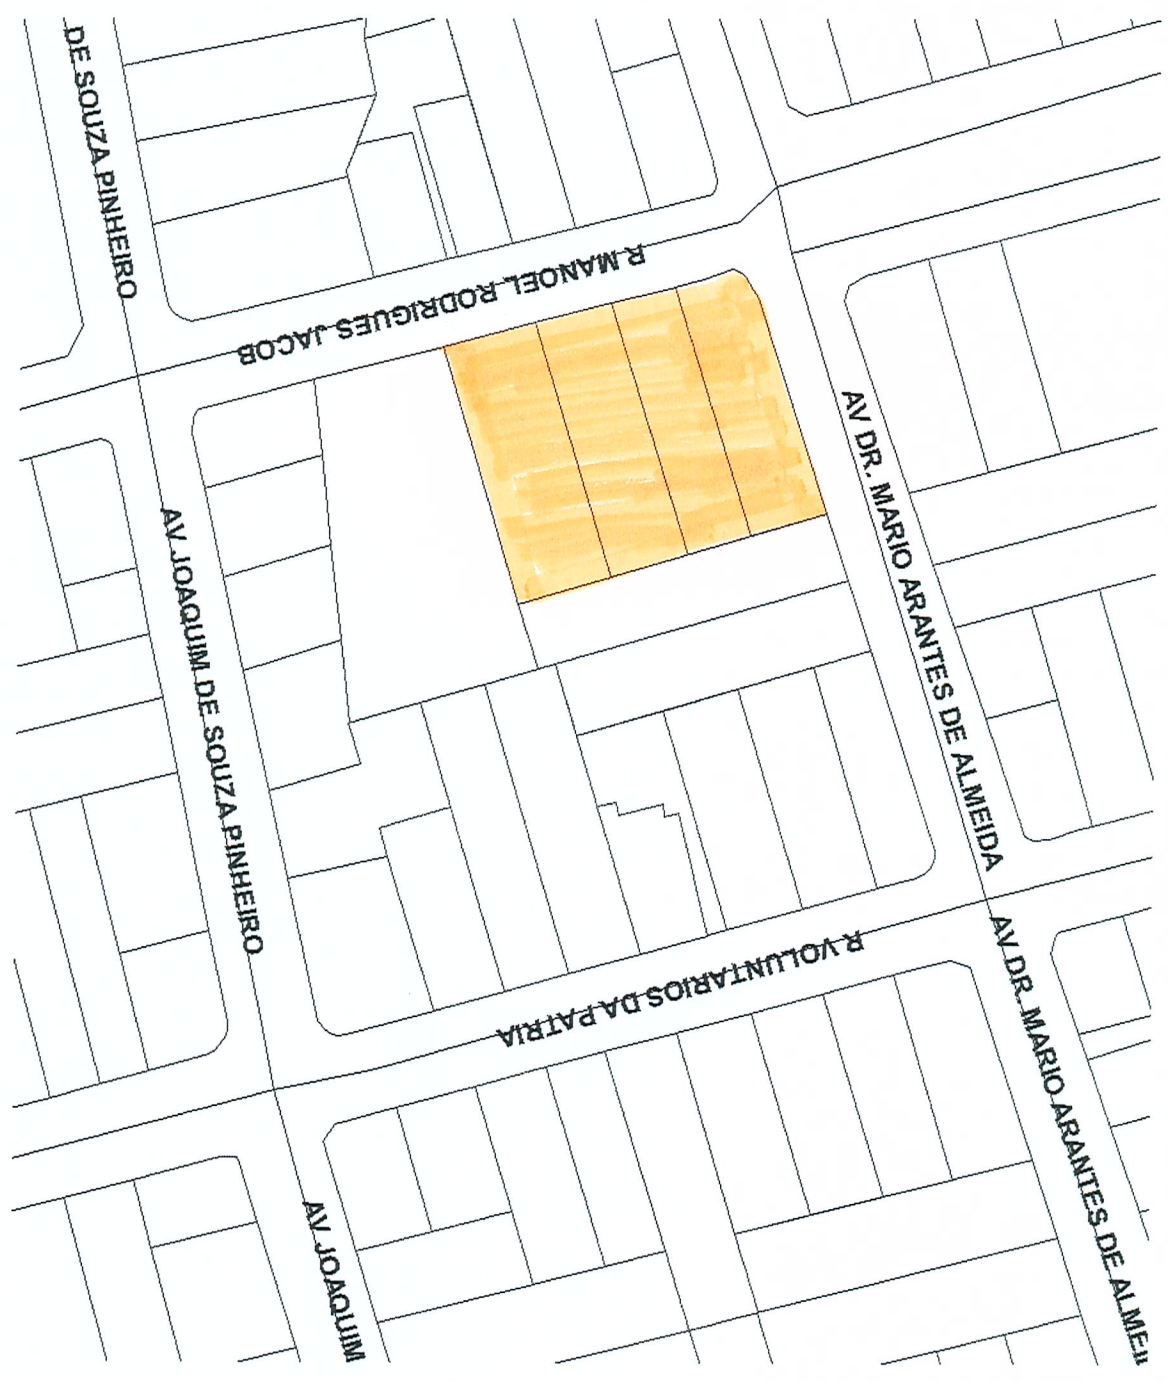 DE SOUZA PINHEIRO
R MANOEL RODRIGUES JACOB
AV DR. MARIO ARANTES DE ALMEIDA
AV JOAQUIM DE SOUZA PINHEIRO
R VOLUNTARIOS DA PATRIA
AV DR. MARIO ARANTES DE ALMEI
AV JOAQUIM